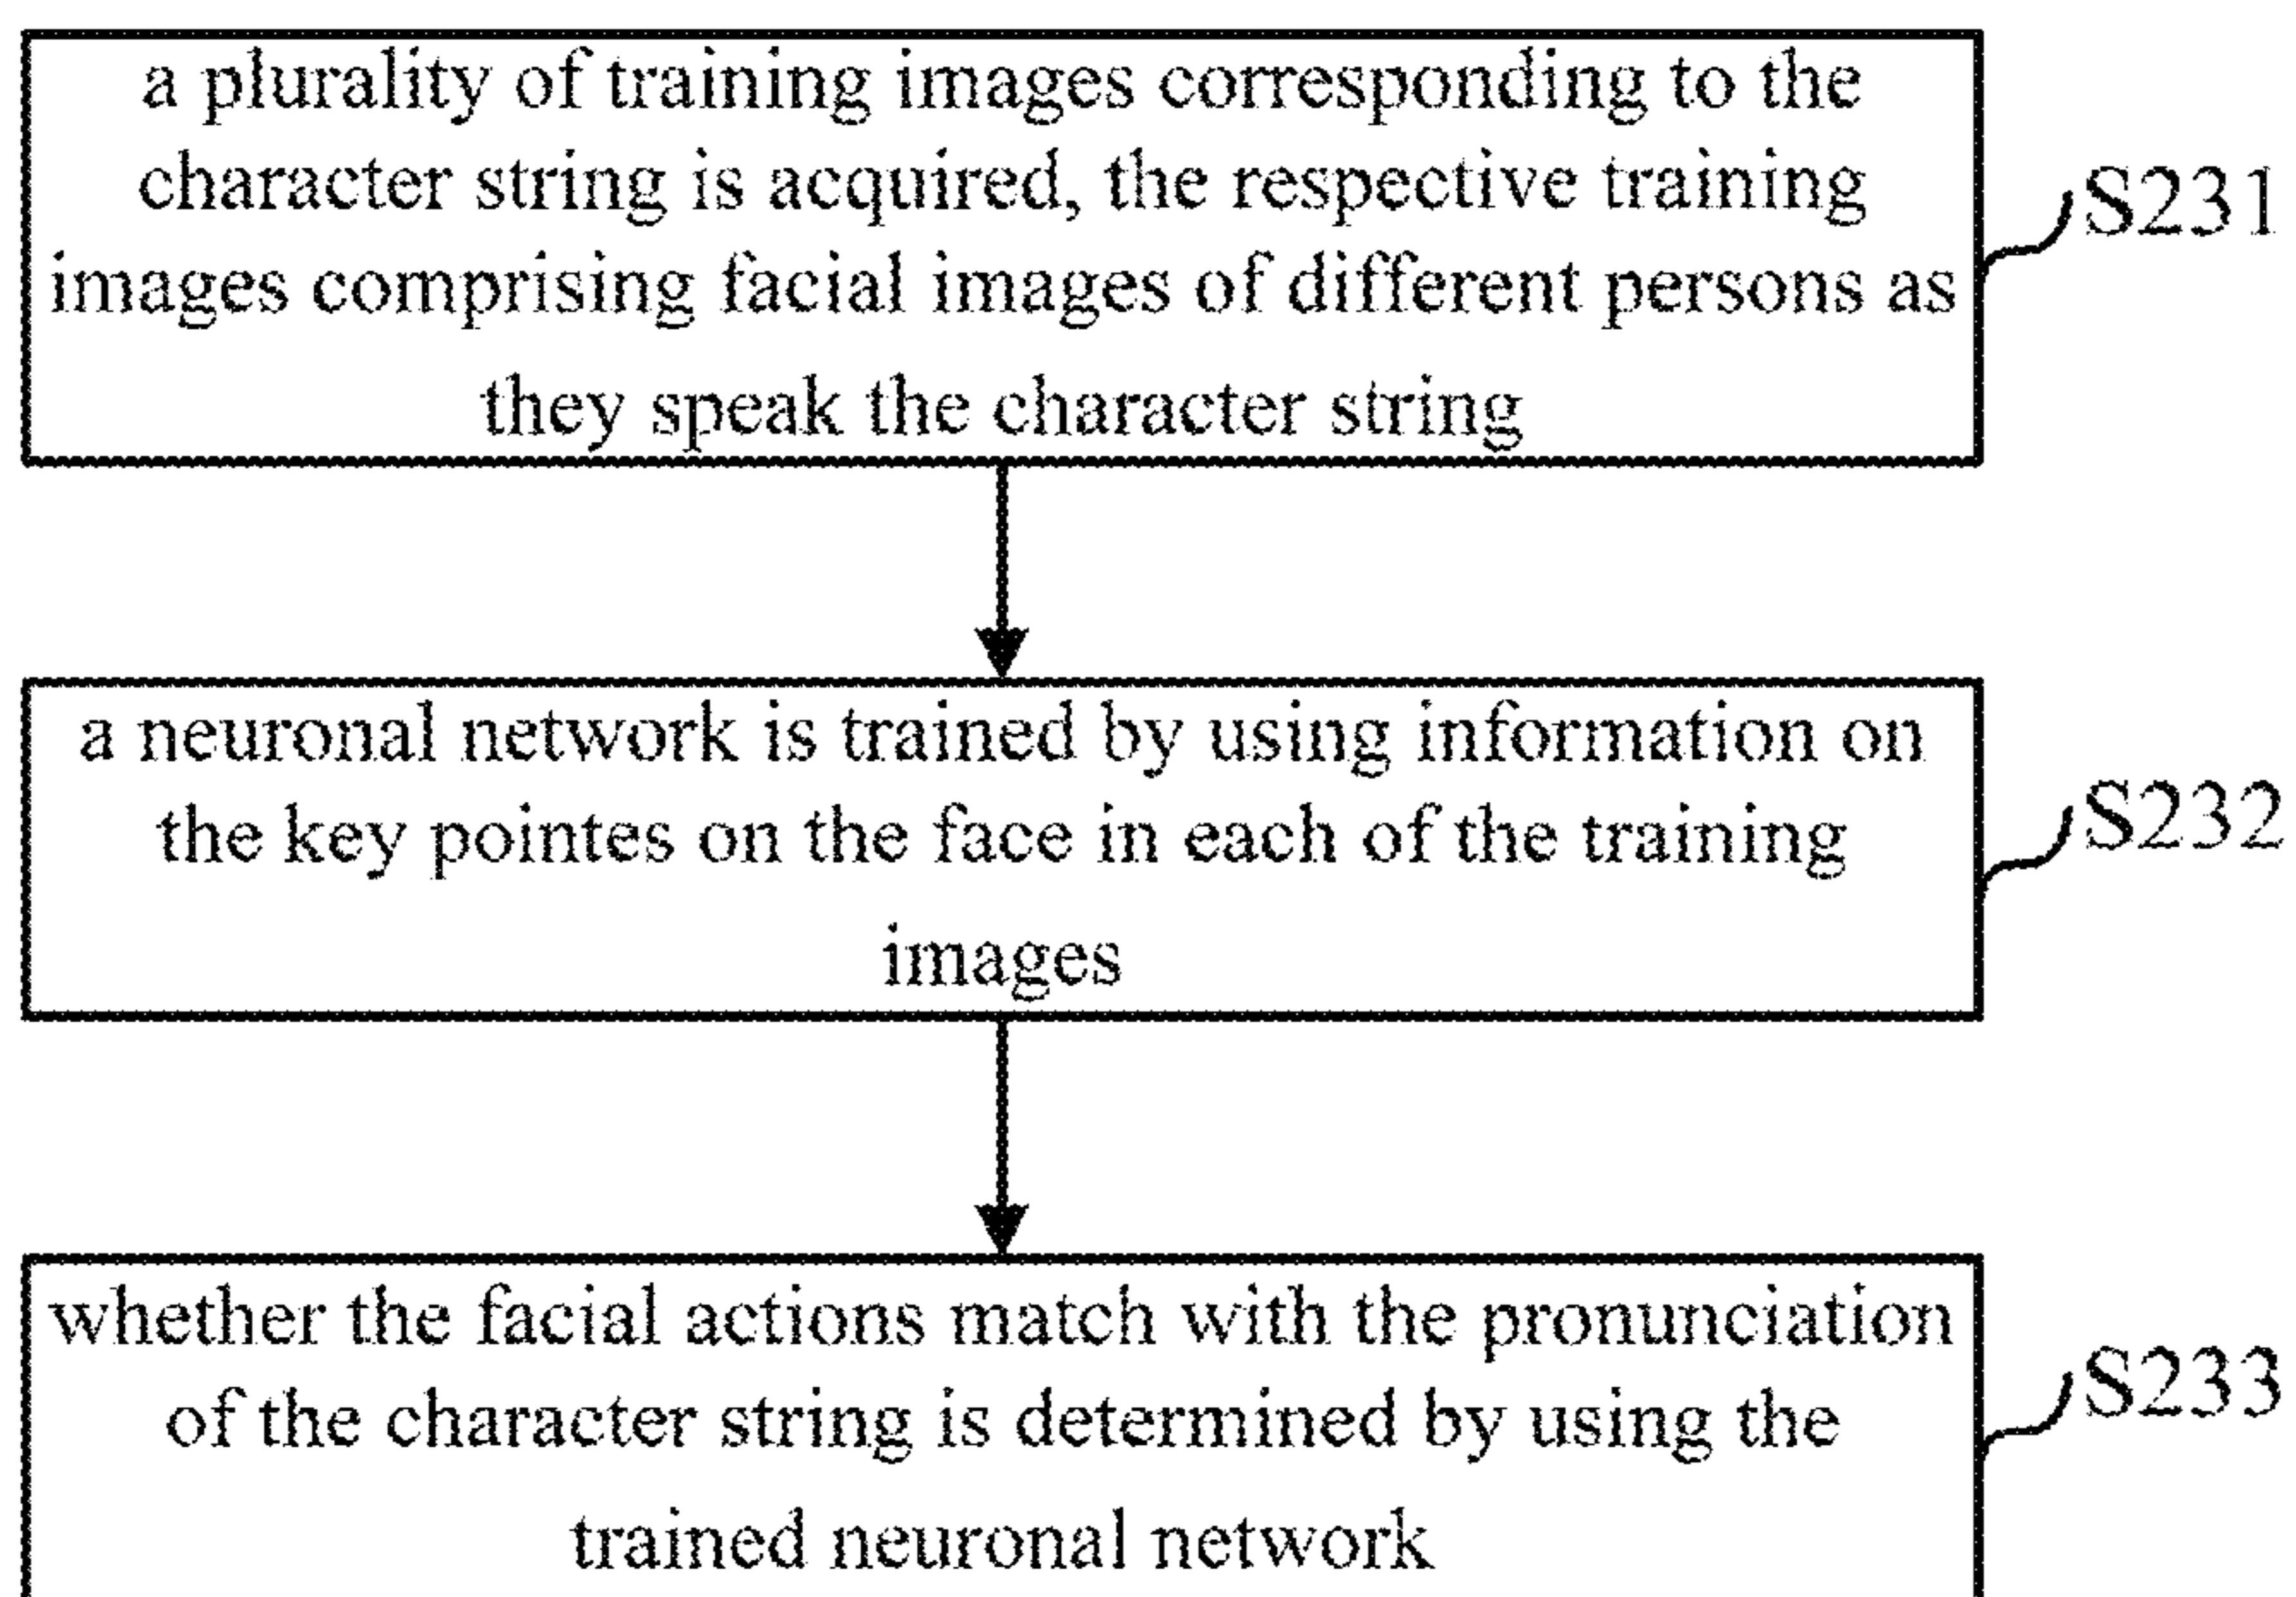 a plurality of training images corresponding to the
character string is acquired, the respective training
images comprising facial images of different persons as
they speak the character string
S231
a neuronal network is trained by using information on
the key pointes on the face in each of the training
images
S232
whether the facial actions match with the pronunciation
of the character string is determined by using the
trained neuronal network
S233